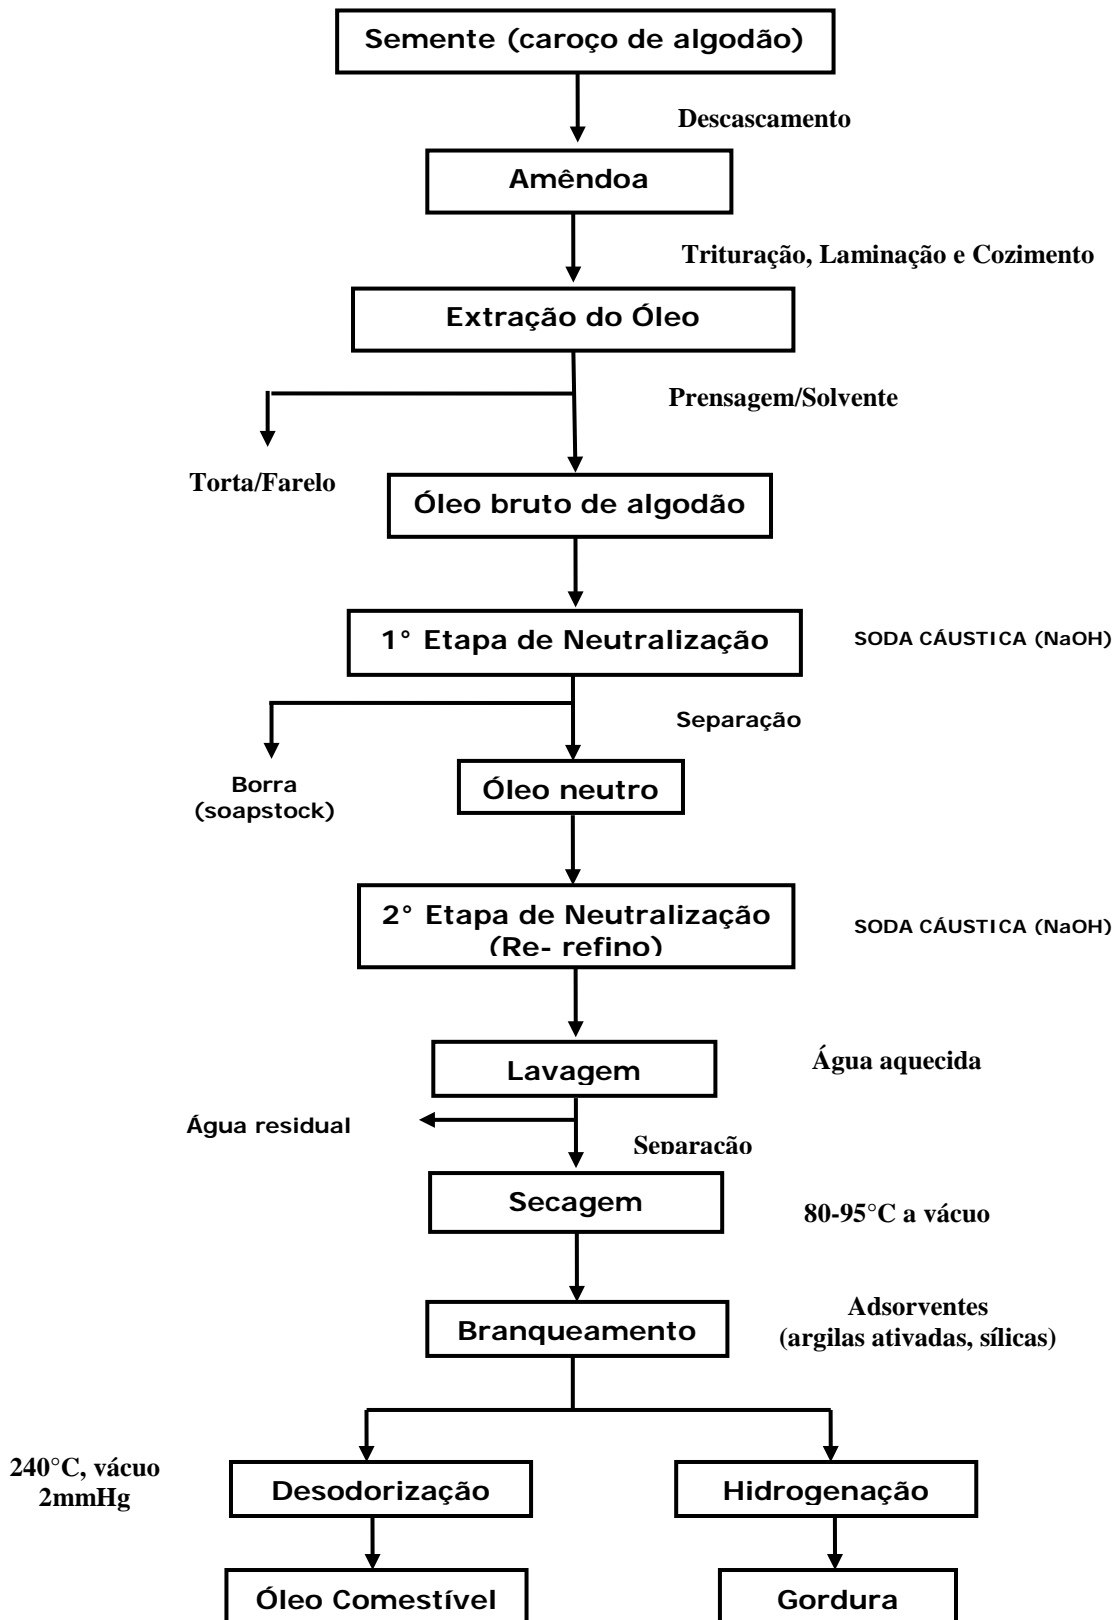 Semente (caroço de algodão)
Descascamento
Amêndoa
Trituração, Laminação e Cozimento
Extração do Óleo
Prensagem/Solvente
Torta/Farelo
Óleo bruto de algodão
1° Etapa de Neutralização
SODA CÁUSTICA (NaOH)
Separação
Borra
(soapstock)
Óleo neutro
2° Etapa de Neutralização
(Re- refino)
SODA CÁUSTICA (NaOH)
Lavagem
Água aquecida
Água residual
Separação
Secagem
80-95°C a vácuo
Branqueamento
Adsorventes
(argilas ativadas, sílicas)
240°C, vácuo
2mmHg
Desodorização
Hidrogenação
Óleo Comestível
Gordura